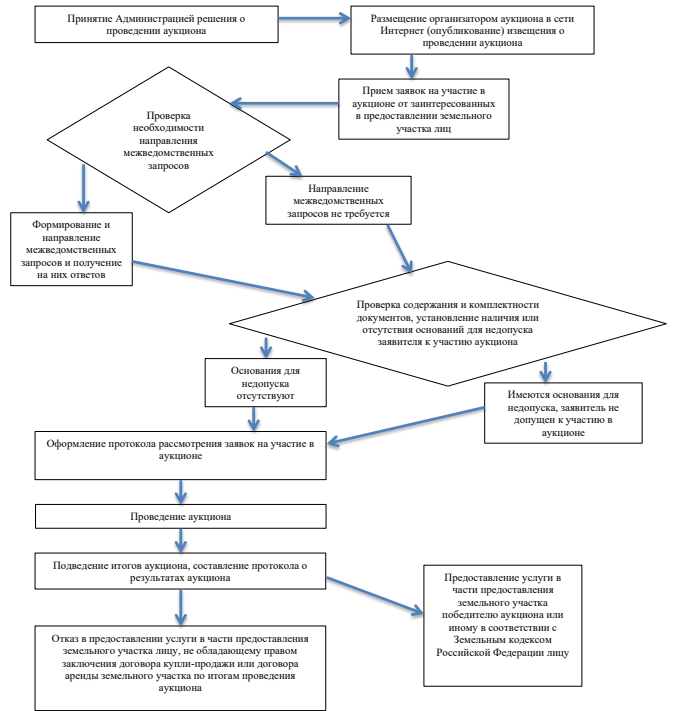 Принятие Администрацией решения о
проведении аукциона
Размещение организатором аукциона в сети
Интернет (опубликование) извещения о
проведении аукциона
Прием заявок на участие в
аукционе от заинтересованных
в предоставлении земельного
участка лиц
Проверка
необходимости
направления
межведомственных
запросов
Направление
межведомственных
запросов не требуется
Формирование и
направление
межведомственных
запросов и получение
на них ответов
Проверка содержания и комплектности
документов, установление наличия или
отсутствия оснований для недопуска
заявителя к участию аукциона
Основания для
недопуска
отсутствуют
Имеются основания для
недопуска, заявитель не
допущен к участию в
аукционе
Оформление протокола рассмотрения заявок на участие в
аукционе
Проведение аукциона
Подведение итогов аукциона, составление протокола о
результатах аукциона
Предоставление услуги в
части предоставления
земельного участка
победителю аукциона или
иному в соответствии с
Земельным кодексом
Российской Федерации лицу
Отказ в предоставлении услуги в части предоставления
земельного участка лицу, не обладающему правом
заключения договора купли-продажи или договора
аренды земельного участка по итогам проведения
аукциона